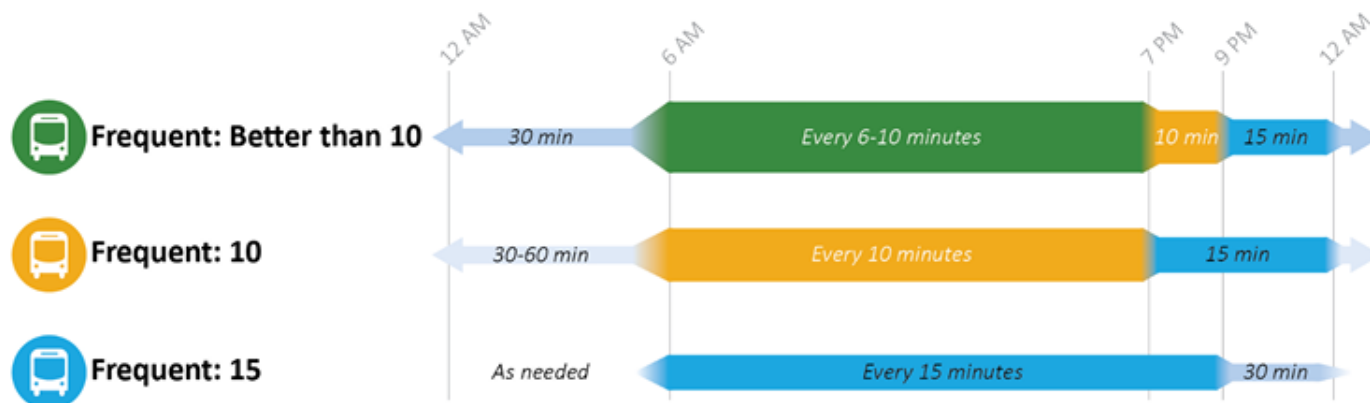 12 AM 6 AM 7 PM 9 PM 12 AM
Frequent: Better than 10 30 min Every 6-10 minutes 10 min 15 min
Frequent: 10 30-60 min Every 10 minutes 15 min
Frequent: 15 As needed Every 15 minutes 30 min